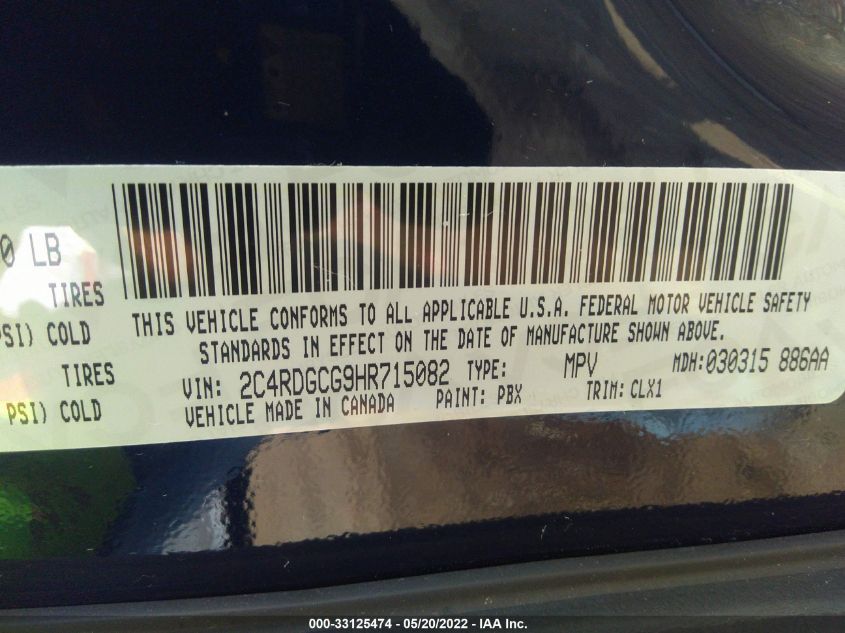 0 LB
TIRES
PSI) COLD
TIRES
PSI) COLD
THIS VEHICLE CONFORMS TO ALL APPLICABLE U.S.A. FEDERAL MOTOR VEHICLE SAFETY
STANDARDS IN EFFECT ON THE DATE OF MANUFACTURE SHOWN ABOVE.
VIN: 2C4RDGCG9HR715082 TYPE: MPV MDH:030315 886AA
VEHICLE MADE IN CANADA PAINT: PBX TRIM: CLX1
000-33125474 - 05/20/2022 - IAA Inc.